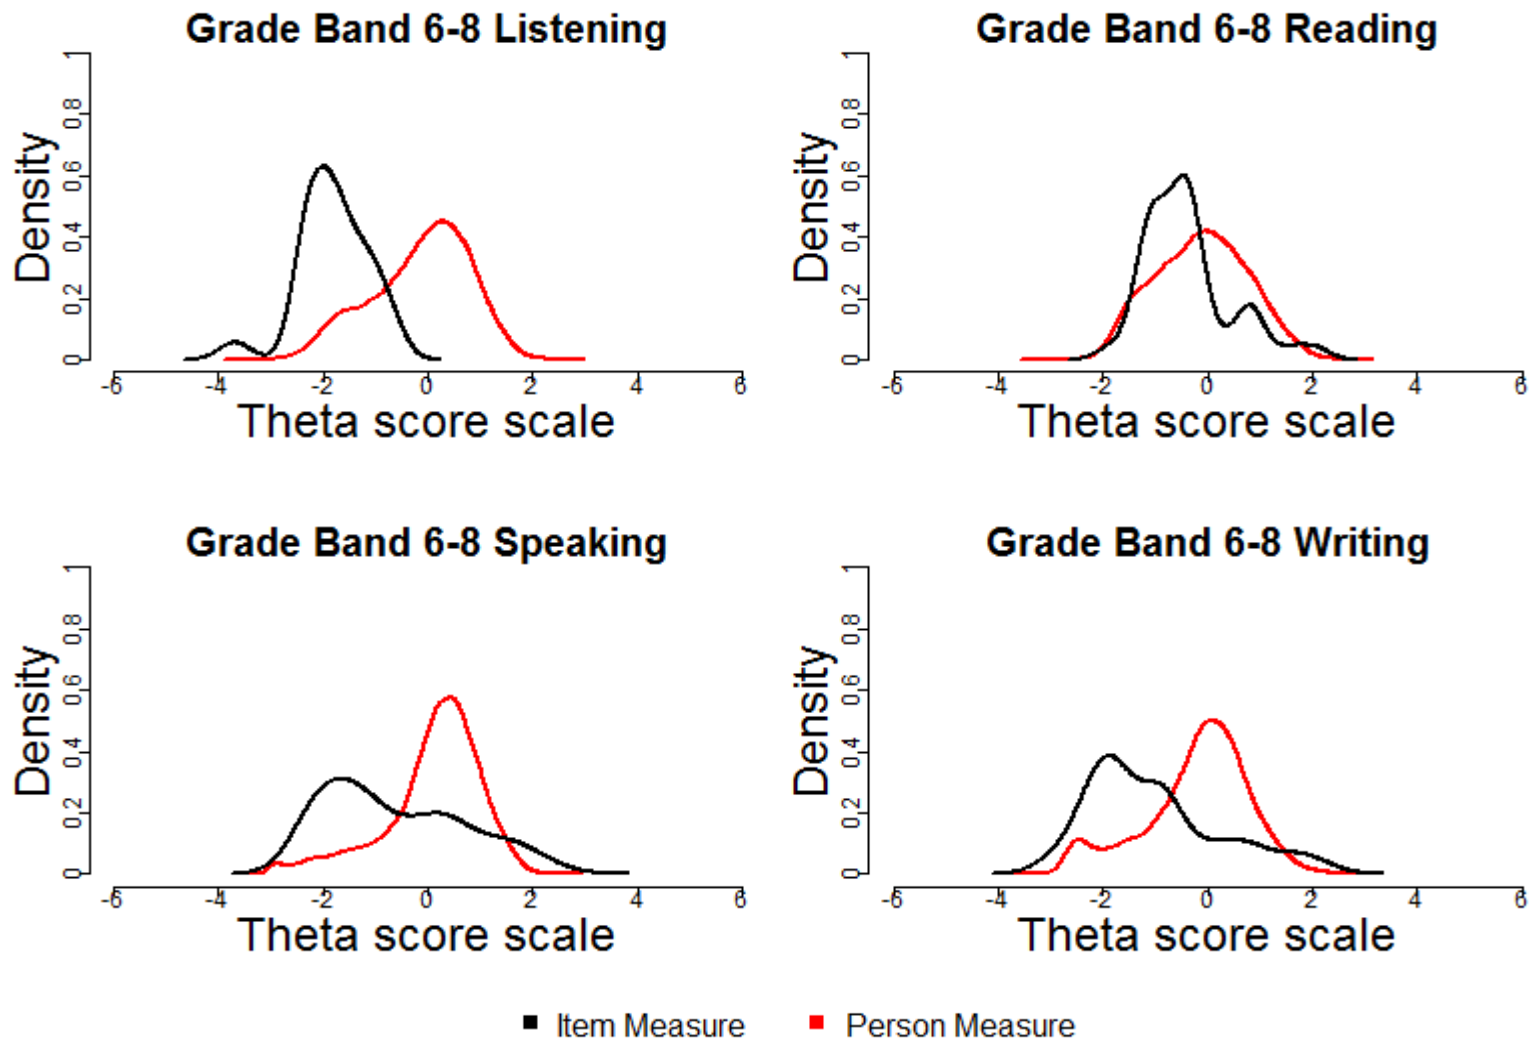 Grade Band 6-8 Listening
Density
0 0.2 0.4 0.6 0.8 1
-6 -4 -2 0 2 4 6
Theta score scale
Grade Band 6-8 Reading
Density
0 0.2 0.4 0.6 0.8 1
-6 -4 -2 0 2 4 6
Theta score scale
Grade Band 6-8 Speaking
Density
0 0.2 0.4 0.6 0.8 1
-6 -4 -2 0 2 4 6
Theta score scale
Grade Band 6-8 Writing
Density
0 0.2 0.4 0.6 0.8 1
-6 -4 -2 0 2 4 6
Theta score scale
Item Measure
Person Measure